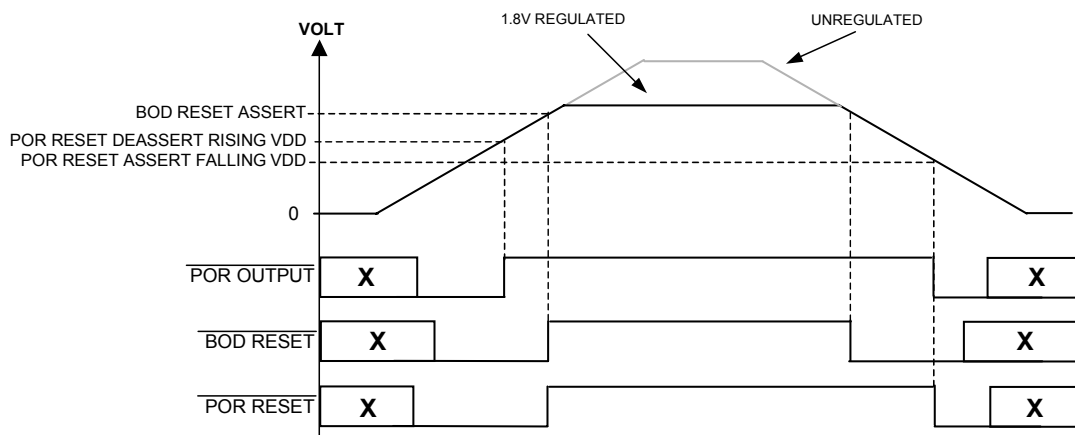 1.8V REGULATED
UNREGULATED
VOLT
BOD RESET ASSERT
POR RESET DEASSERT RISING VDD
POR RESET ASSERT FALLING VDD
0
POR OUTPUT
X
X
BOD RESET
X
X
POR RESET
X
X